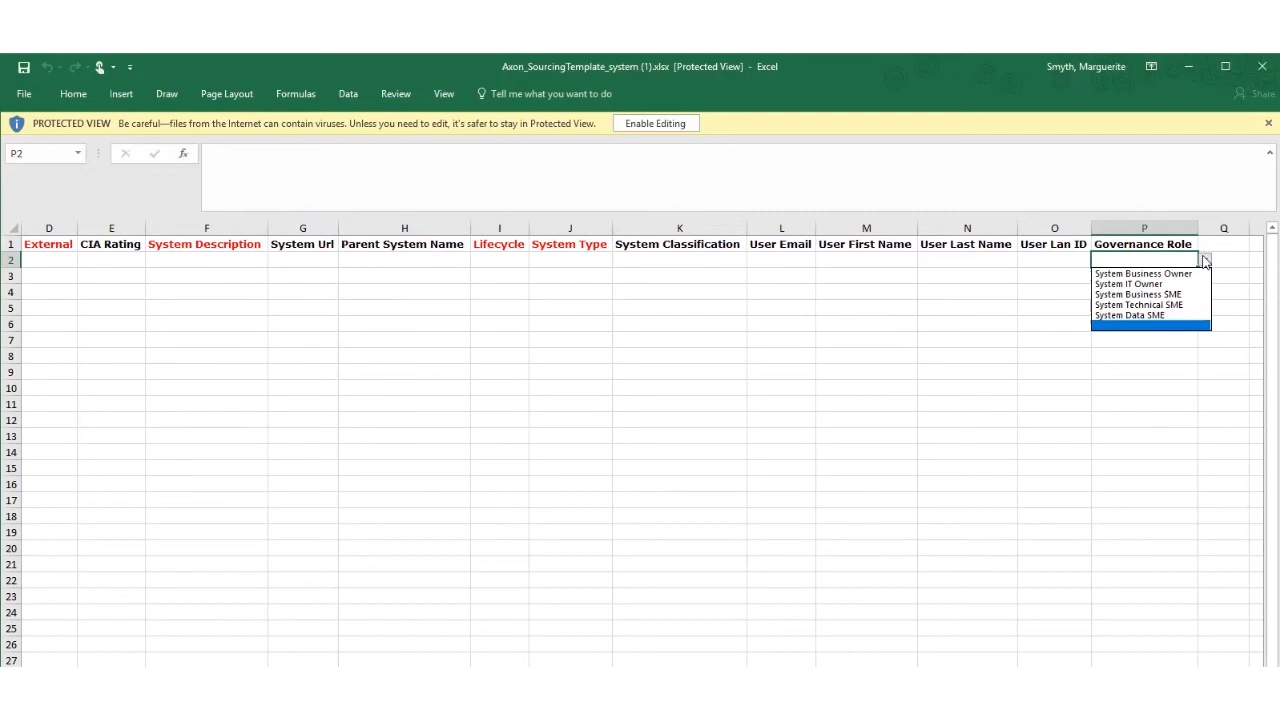 Axon_SourcingTemplate_system (1).xlsx [Protected View] - Excel
Smyth, Marguerite
File Home Insert Draw Page Layout Formulas Data Review View Tell me what you want to do Share
PROTECTED VIEW Be careful—files from the Internet can contain viruses. Unless you need to edit, it's safer to stay in Protected View. Enable Editing
P2 fx
D E F G H I J K L M N O P Q
1 External CIA Rating System Description System Url Parent System Name Lifecycle System Type System Classification User Email User First Name User Last Name User Lan ID Governance Role
2
System Business Owner
3
System IT Owner
4 System Business SME
System Technical SME
5
System Data SME
6
7
8
9
10
11
12
13
14
15
16
17
18
19
20
21
22
23
24
25
26
27